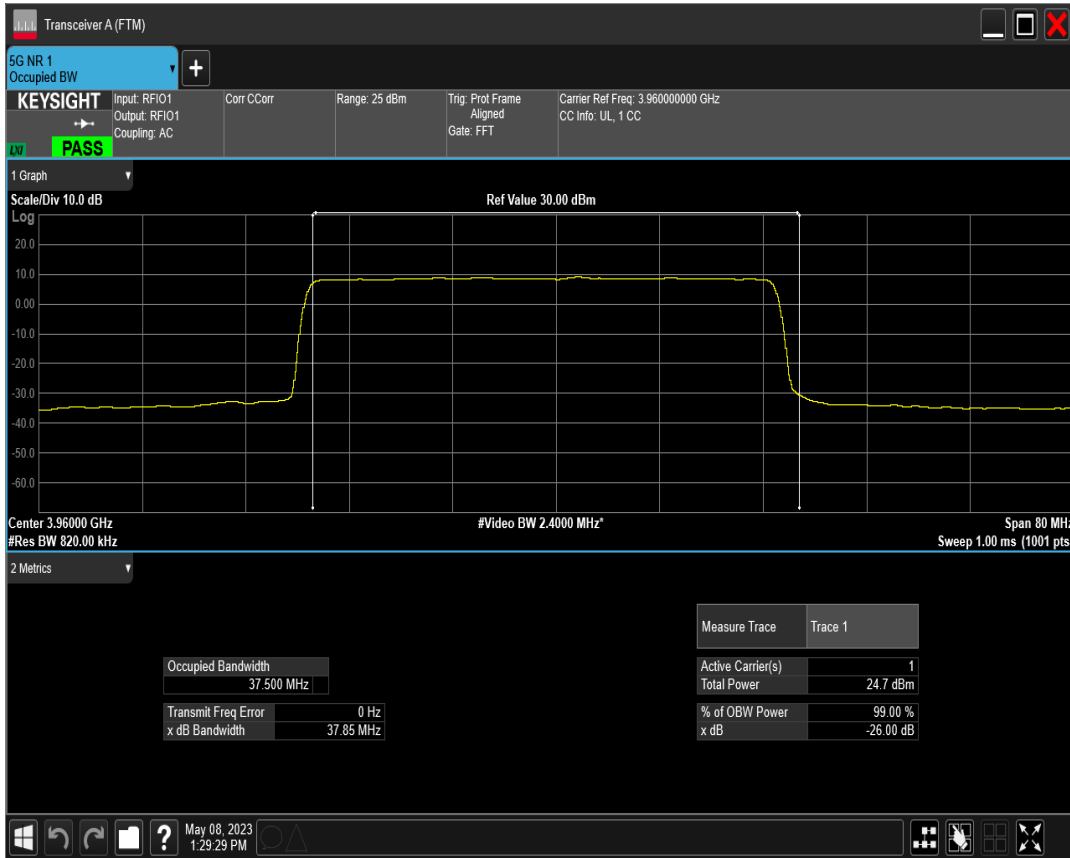 Transceiver A (FTM)
5G NR 1
Occupied BW
+
KEYSIGHT
Input: RFIO1
Output: RFIO1
Coupling: AC
Corr CCorr
Range: 25 dBm
Trig: Prot Frame
Aligned
Gate: FFT
Carrier Ref Freq: 3.960000000 GHz
CC Info: UL, 1 CC
LXI
PASS
1 Graph
Scale/Div 10.0 dB
Ref Value 30.00 dBm
Log
20.0
10.0
0.00
-10.0
-20.0
-30.0
-40.0
-50.0
-60.0
Center 3.96000 GHz
#Video BW 2.4000 MHz*
Span 80 MHz
#Res BW 820.00 kHz
Sweep 1.00 ms (1001 pts
2 Metrics
Measure Trace
Trace 1
Occupied Bandwidth
37.500 MHz
Active Carrier(s)
1
Total Power
24.7 dBm
Transmit Freq Error
0 Hz
x dB Bandwidth
37.85 MHz
% of OBW Power
99.00 %
x dB
-26.00 dB
?
May 08, 2023
1:29:29 PM